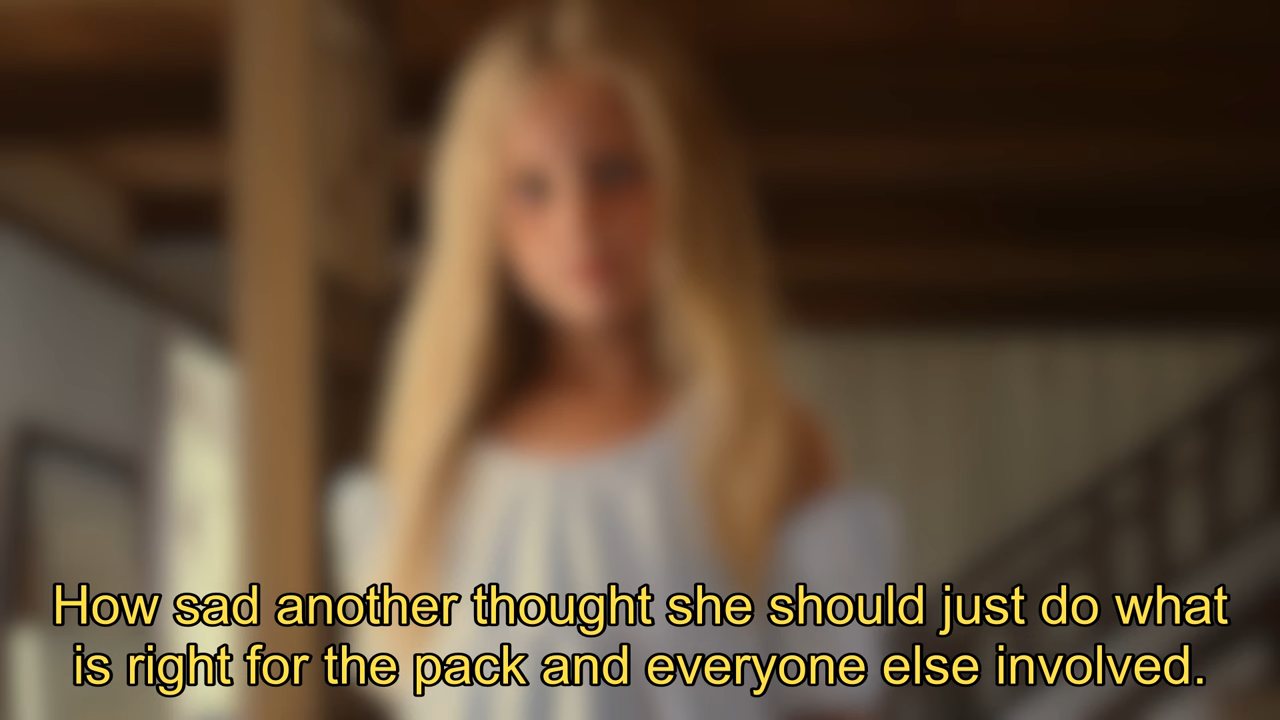 How sad another thought she should just do what
is right for the pack and everyone else involved.